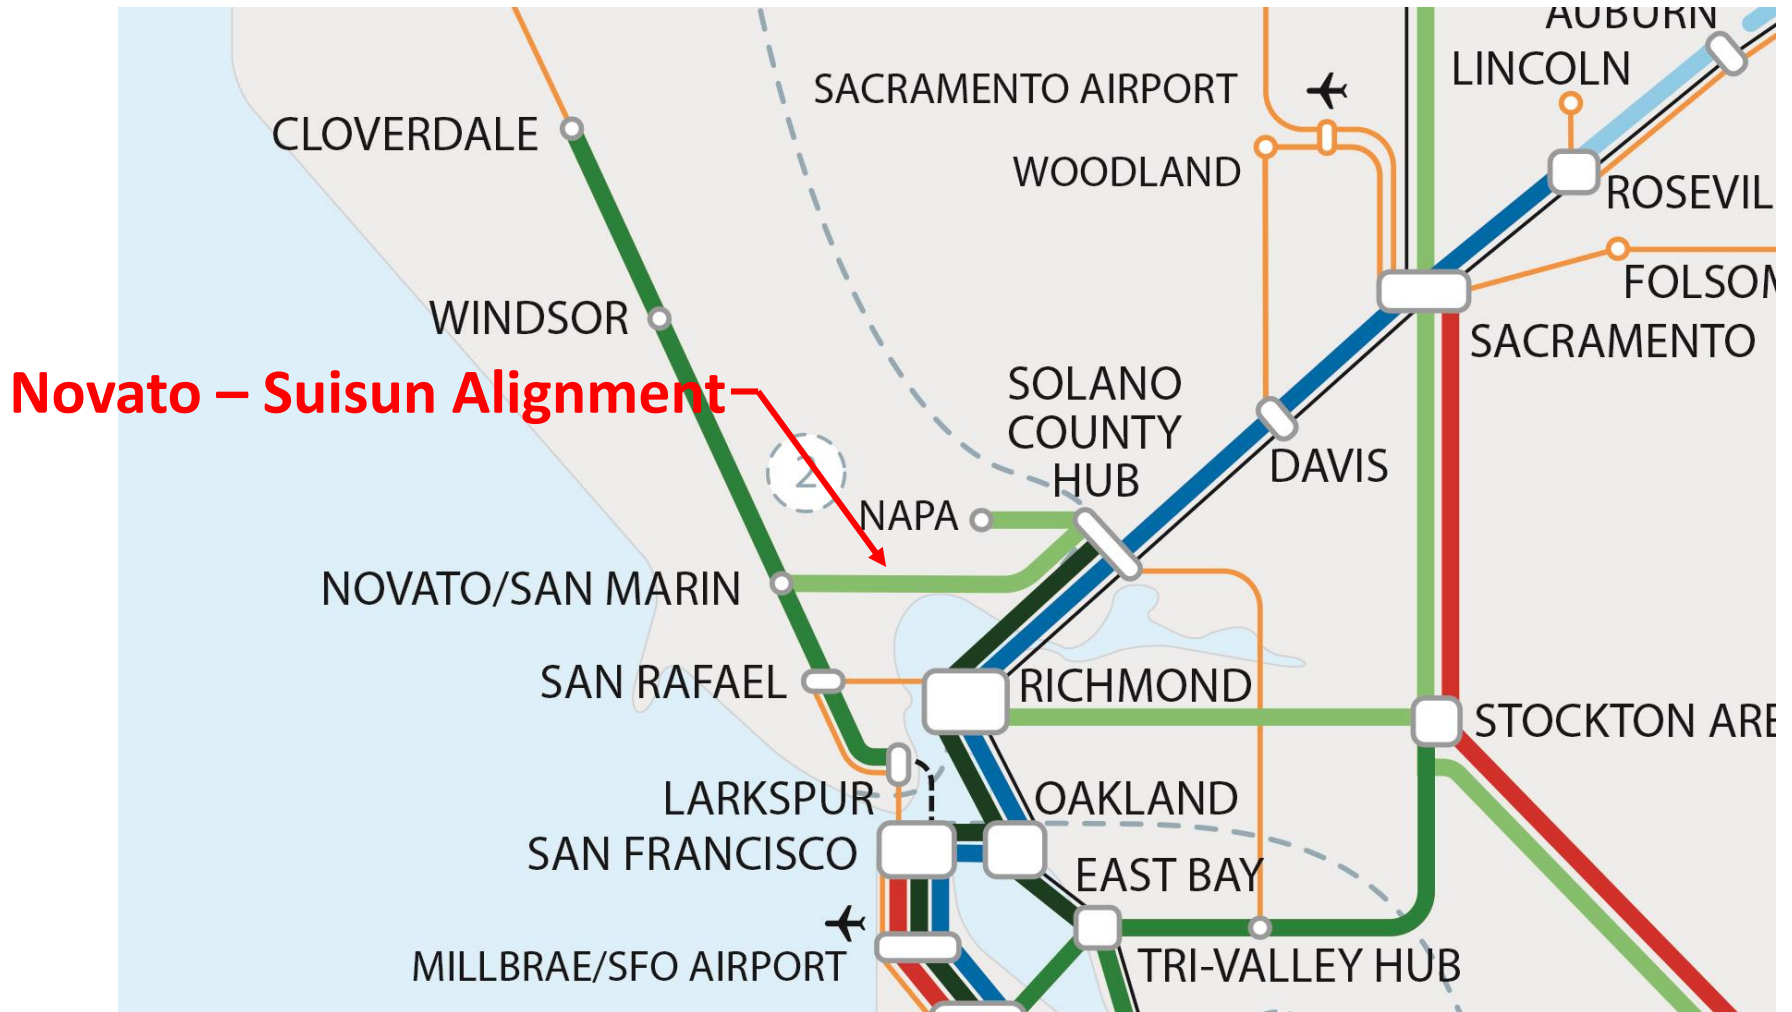 AUBURN
LINCOLN
SACRAMENTO AIRPORT
CLOVERDALE
WOODLAND
ROSEVIL
FOLSOM
WINDSOR
SACRAMENTO
Novato – Suisun Alignment
SOLANO
COUNTY
HUB
DAVIS
2
NAPA
NOVATO/SAN MARIN
SAN RAFAEL
RICHMOND
STOCKTON ARE
LARKSPUR
OAKLAND
SAN FRANCISCO
EAST BAY
MILLBRAE/SFO AIRPORT
TRI-VALLEY HUB